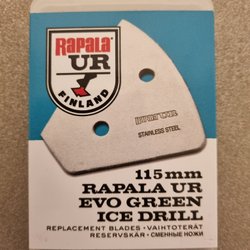 RAPALA®
UR
FINLAND
STAINLESS STEEL
115mm
RAPALA UR
EVO GREEN
ICE DRILL
REPLACEMENT BLADES • VAIHTOTERÄT
RESERVSKÄR • СМЕННЫЕ НОЖИ